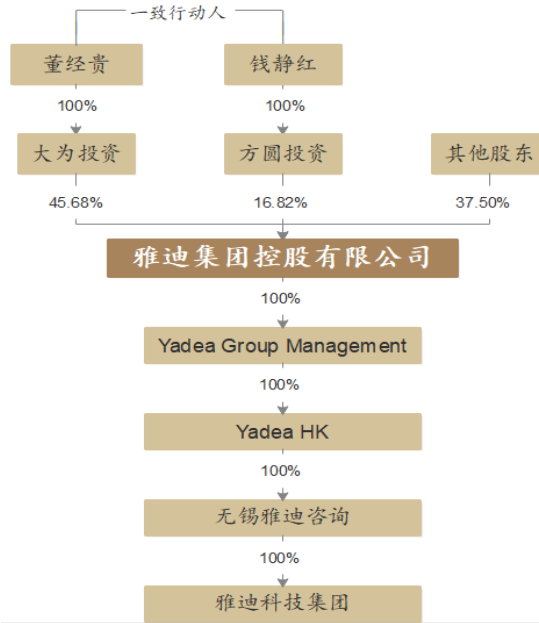 一致行动人
董经贵
钱静红
100%
100%
大为投资
方圆投资
其他股东
45.68%
16.82%
37.50%
雅迪集团控股有限公司
100%
Yadea Group Management
100%
Yadea HK
100%
无锡雅迪咨询
100%
雅迪科技集团